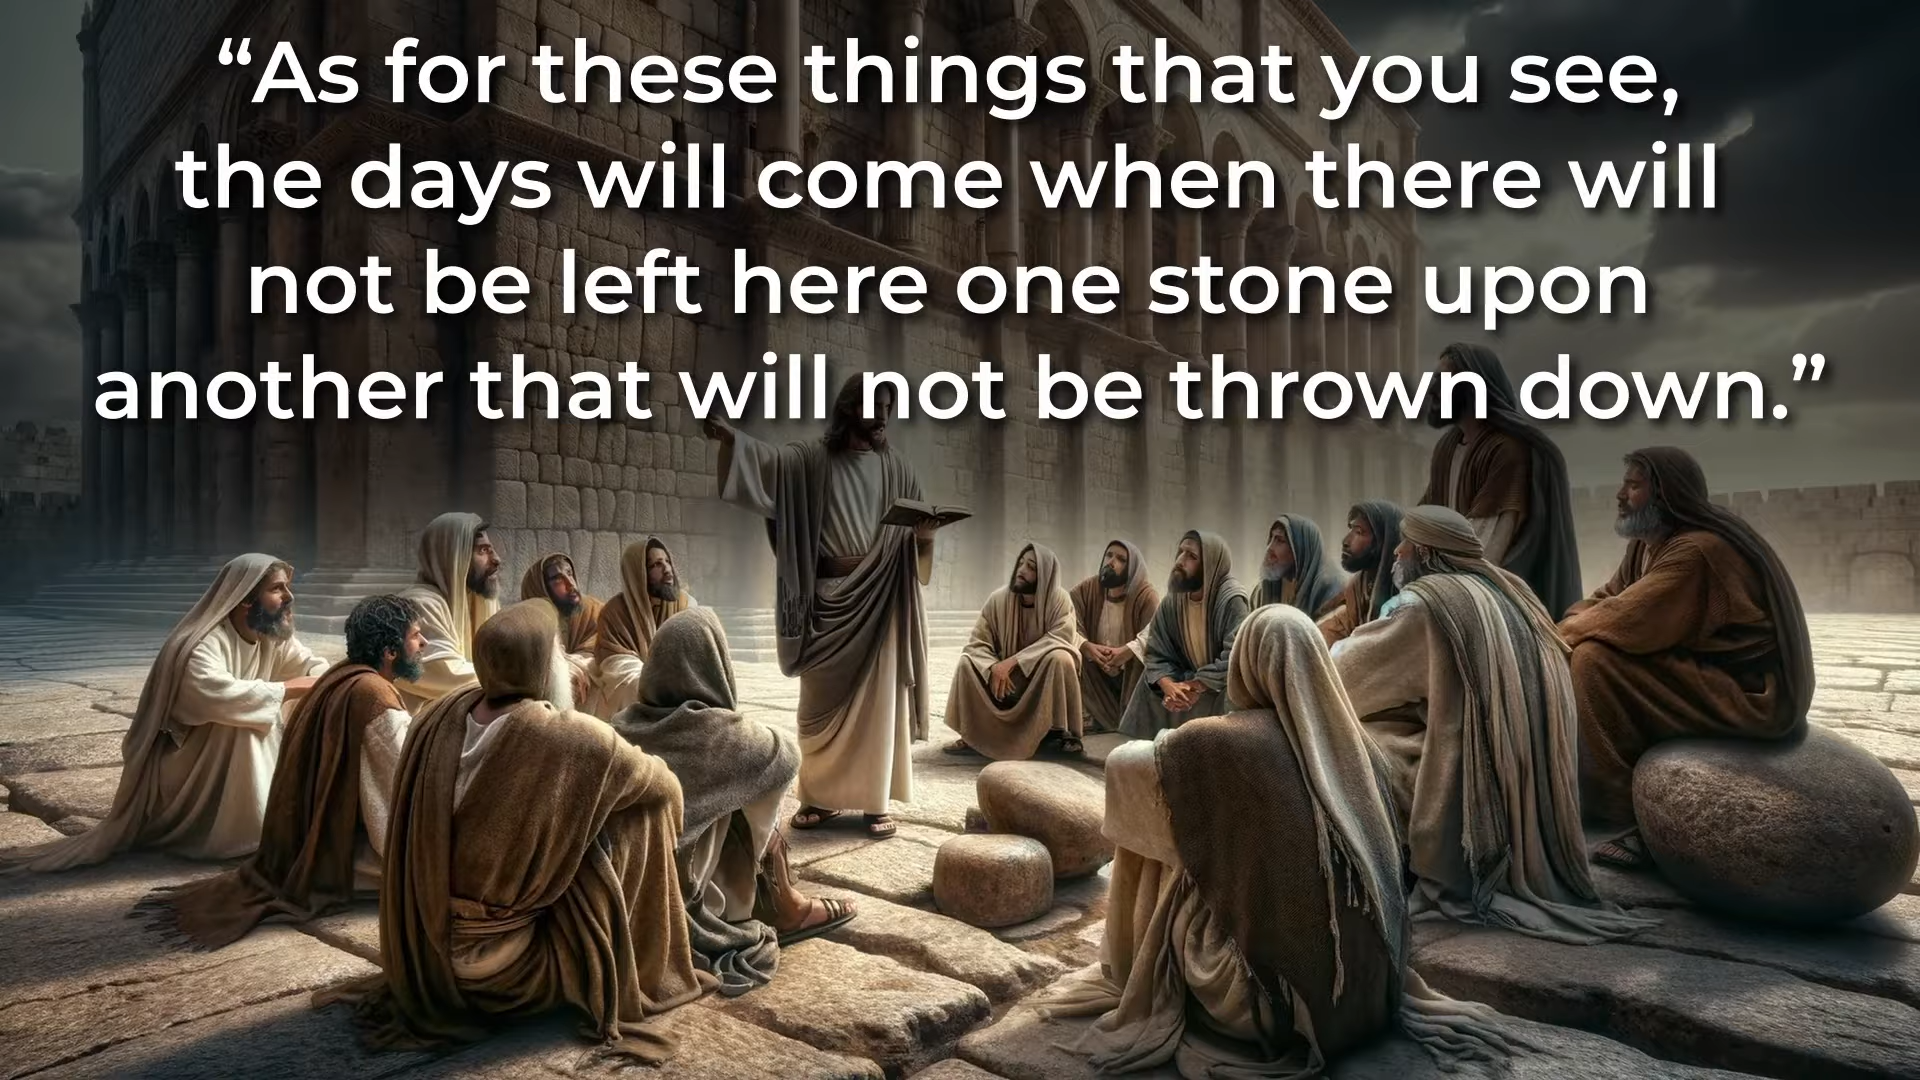 “As for these things that you see,
the days will come when there will
not be left here one stone upon
another that will not be thrown down.”